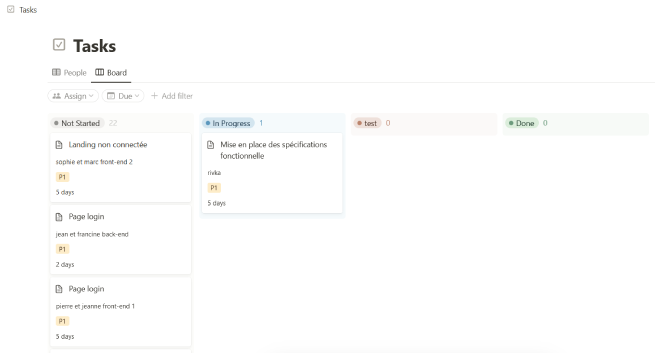 Tasks
Tasks
People Board
Assign Due + Add filter
Not Started 22
Landing non connectée
sophie et marc front-end 2
P1
5 days
Page login
jean et francine back-end
P1
2 days
Page login
pierre et jeanne front-end 1
P1
5 days
In Progress 1
Mise en place des spécifications
fonctionnelle
rivka
P1
5 days
test 0
Done 0